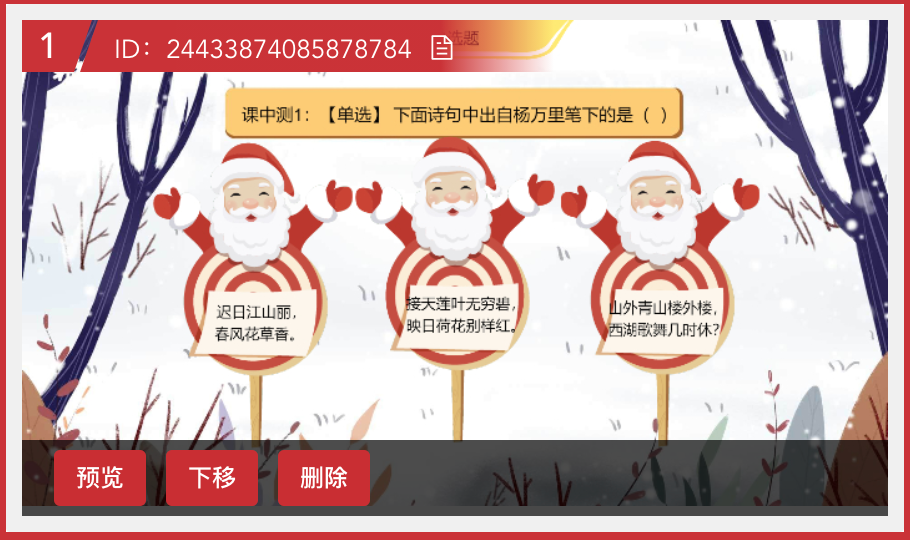 1
ID：24433874085878784
选题
课中测1：【单选】下面诗句中出自杨万里笔下的是（ ）
迟日江山丽，
春风花草香。
接天莲叶无穷碧，
映日荷花别样红。
山外青山楼外楼，
西湖歌舞几时休？
预览
下移
删除